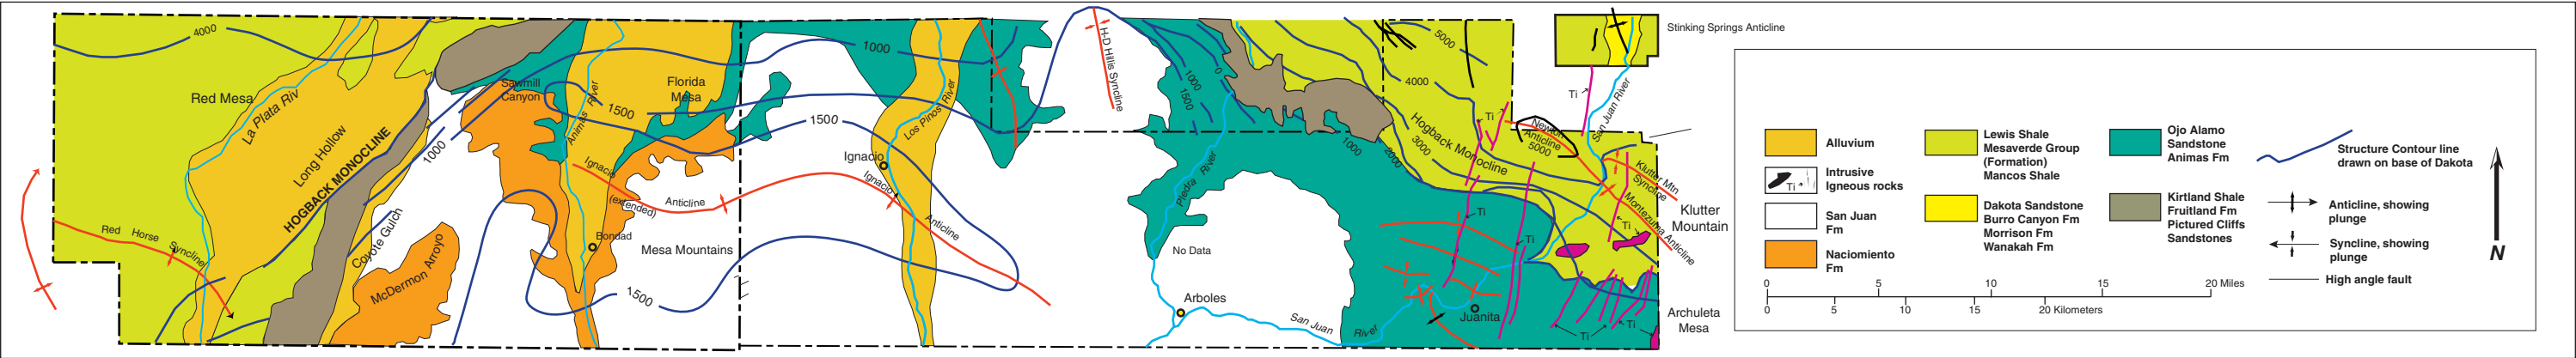 4000
Red Mesa
La Plata Riv
Long Hollow
HOGBACK MONOCLINE
Red Horse Syncline
Coyote Gulch
McDermon Arroyo
1000
Sawmill
Canyon
Animas River
Florida
Mesa
1500
Ignacio
(extended)
Anticline
Bondad
Mesa Mountains
1500
1000
1500
Los Pinos River
Ignacio
Ignacio
Anticline
H-D Hillis Syncline
1000
1500
0
Piedra River
No Data
Arboles
San Juan River
1000
2000
3000
4000
5000
Hogback Monocline
Ti
Ti
Ti
Newton
Anticline
5000
Ti
San Juan River
Stinking Springs Anticline
Klutter Mtn
Syncline
Montezuma Anticline
Ti
Klutter
Mountain
Juanita
Ti
Ti
Archuleta
Mesa
Alluvium
Ti
Intrusive
Igneous rocks
San Juan
Fm
Naciomiento
Fm
Lewis Shale
Mesaverde Group
(Formation)
Mancos Shale
Dakota Sandstone
Burro Canyon Fm
Morrison Fm
Wanakah Fm
Ojo Alamo
Sandstone
Animas Fm
Kirtland Shale
Fruitland Fm
Pictured Cliffs
Sandstones
Structure Contour line
drawn on base of Dakota
Anticline, showing
plunge
Syncline, showing
plunge
High angle fault
N
0 5 10 15 20 Miles
0 5 10 15 20 Kilometers